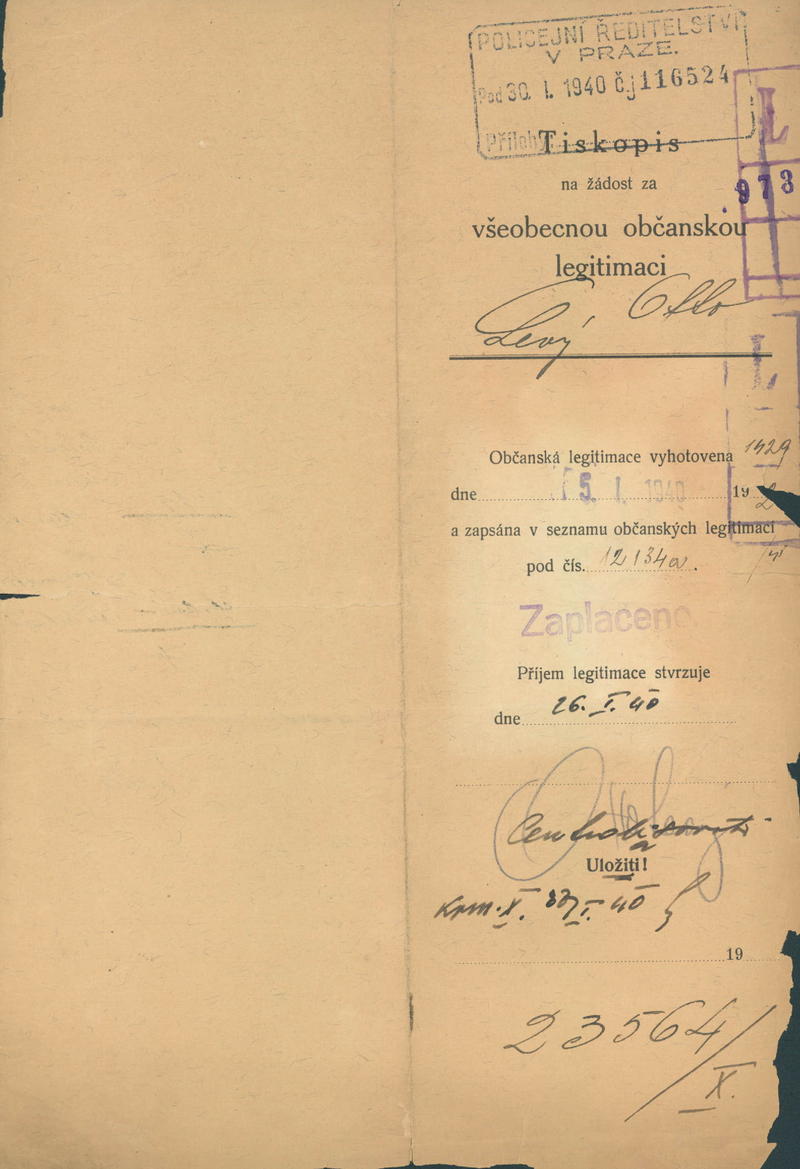 POLICEJNÍ ŘEDITELSTVÍ
V PRAZE.
Pod 30. I. 1940 Č.j 116524
Příloh
Tiskopis
na žádost za
973
všeobecnou občanskou
legitimaci
Levý Otto
L
L
Občanská legitimace vyhotovena 1929
dne 15. I. 1940 19
a zapsána v seznamu občanských legitimací
pod čís. 12134a.
Zaplaceno.
Příjem legitimace stvrzuje
dne 26. I. 40
Uložiti!
I. 40
19
23564/
X.